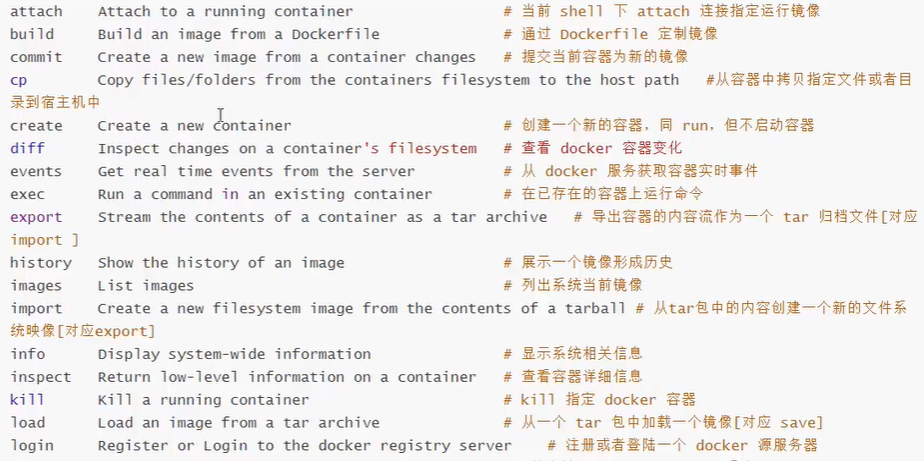 attach    Attach to a running container                 # 当前 shell 下 attach 连接指定运行镜像
build     Build an image from a Dockerfile              # 通过 Dockerfile 定制镜像
commit    Create a new image from a container changes   # 提交当前容器为新的镜像
cp        Copy files/folders from the containers filesystem to the host path   #从容器中拷贝指定文件或者目
录到宿主机中
create    Create a new container                        # 创建一个新的容器，同 run，但不启动容器
diff      Inspect changes on a container's filesystem   # 查看 docker 容器变化
events    Get real time events from the server          # 从 docker 服务获取容器实时事件
exec      Run a command in an existing container        # 在已存在的容器上运行命令
export    Stream the contents of a container as a tar archive   # 导出容器的内容流作为一个 tar 归档文件[对应
import ]
history   Show the history of an image                  # 展示一个镜像形成历史
images    List images                                   # 列出系统当前镜像
import    Create a new filesystem image from the contents of a tarball # 从tar包中的内容创建一个新的文件系
统映像[对应export]
info      Display system-wide information               # 显示系统相关信息
inspect   Return low-level information on a container   # 查看容器详细信息
kill      Kill a running container                      # kill 指定 docker 容器
load      Load an image from a tar archive              # 从一个 tar 包中加载一个镜像[对应 save]
login     Register or Login to the docker registry server    # 注册或者登陆一个 docker 源服务器